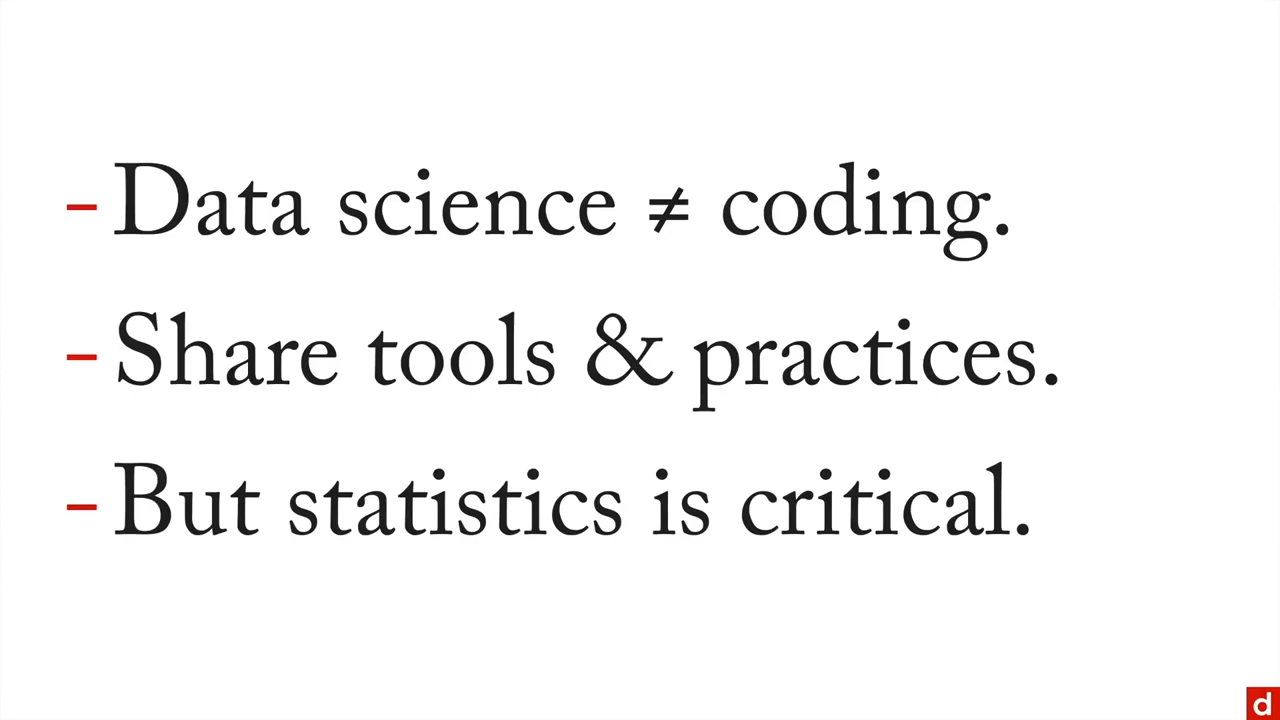 - Data science ≠ coding.
- Share tools & practices.
- But statistics is critical.
d